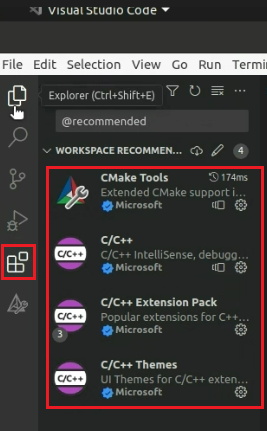 Visual Studio Code
File Edit Selection View Go Run
Explorer (Ctrl+Shift+E)
@recommended
WORKSPACE RECOMMEN... 4
CMake Tools 174ms
Extended CMake support i...
Microsoft
C/C++
C/C++
C/C++ IntelliSense, debugg...
Microsoft
C/C++ Extension Pack
C/C++
Popular extensions for C++...
3
Microsoft
C/C++ Themes
C/C++
UI Themes for C/C++ exten...
Microsoft